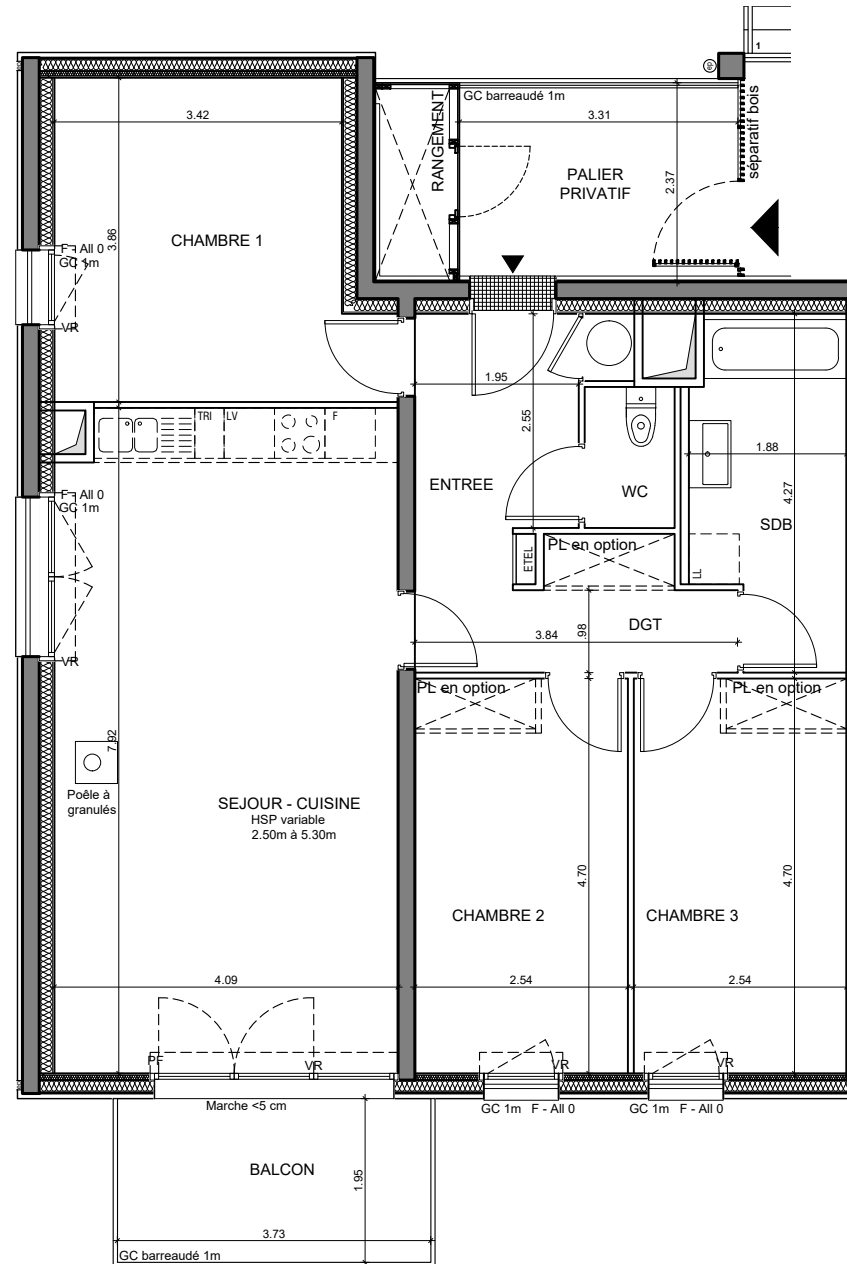 1
ep
GC barreaudé 1m
3.42
3.31
RANGEMENT
séparatif bois
PALIER
PRIVATIF
2.37
CHAMBRE 1
3.86
F - All 0
GC 1m
VR
1.95
2.55
TRI
LV
F
1.88
4.27
ENTREE
WC
SDB
F - All 0
GC 1m
ETEL
PL en option
LL
DGT
3.84
.98
VR
PL en option
PL en option
7.92
Poêle à
granulés
SEJOUR - CUISINE
HSP variable
2.50m à 5.30m
4.70
4.70
CHAMBRE 2
CHAMBRE 3
4.09
2.54
2.54
PF
VR
VR
VR
Marche <5 cm
GC 1m F - All 0
GC 1m F - All 0
BALCON
1.95
3.73
GC barreaudé 1m